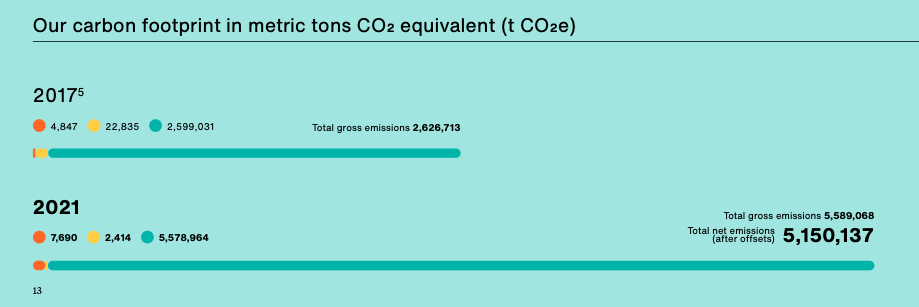 Our carbon footprint in metric tons CO₂ equivalent (t CO₂e)
2017⁵
4,847 22,835 2,599,031
Total gross emissions 2,626,713
2021
7,690 2,414 5,578,964
Total gross emissions 5,589,068
Total net emissions
(after offsets) 5,150,137
13